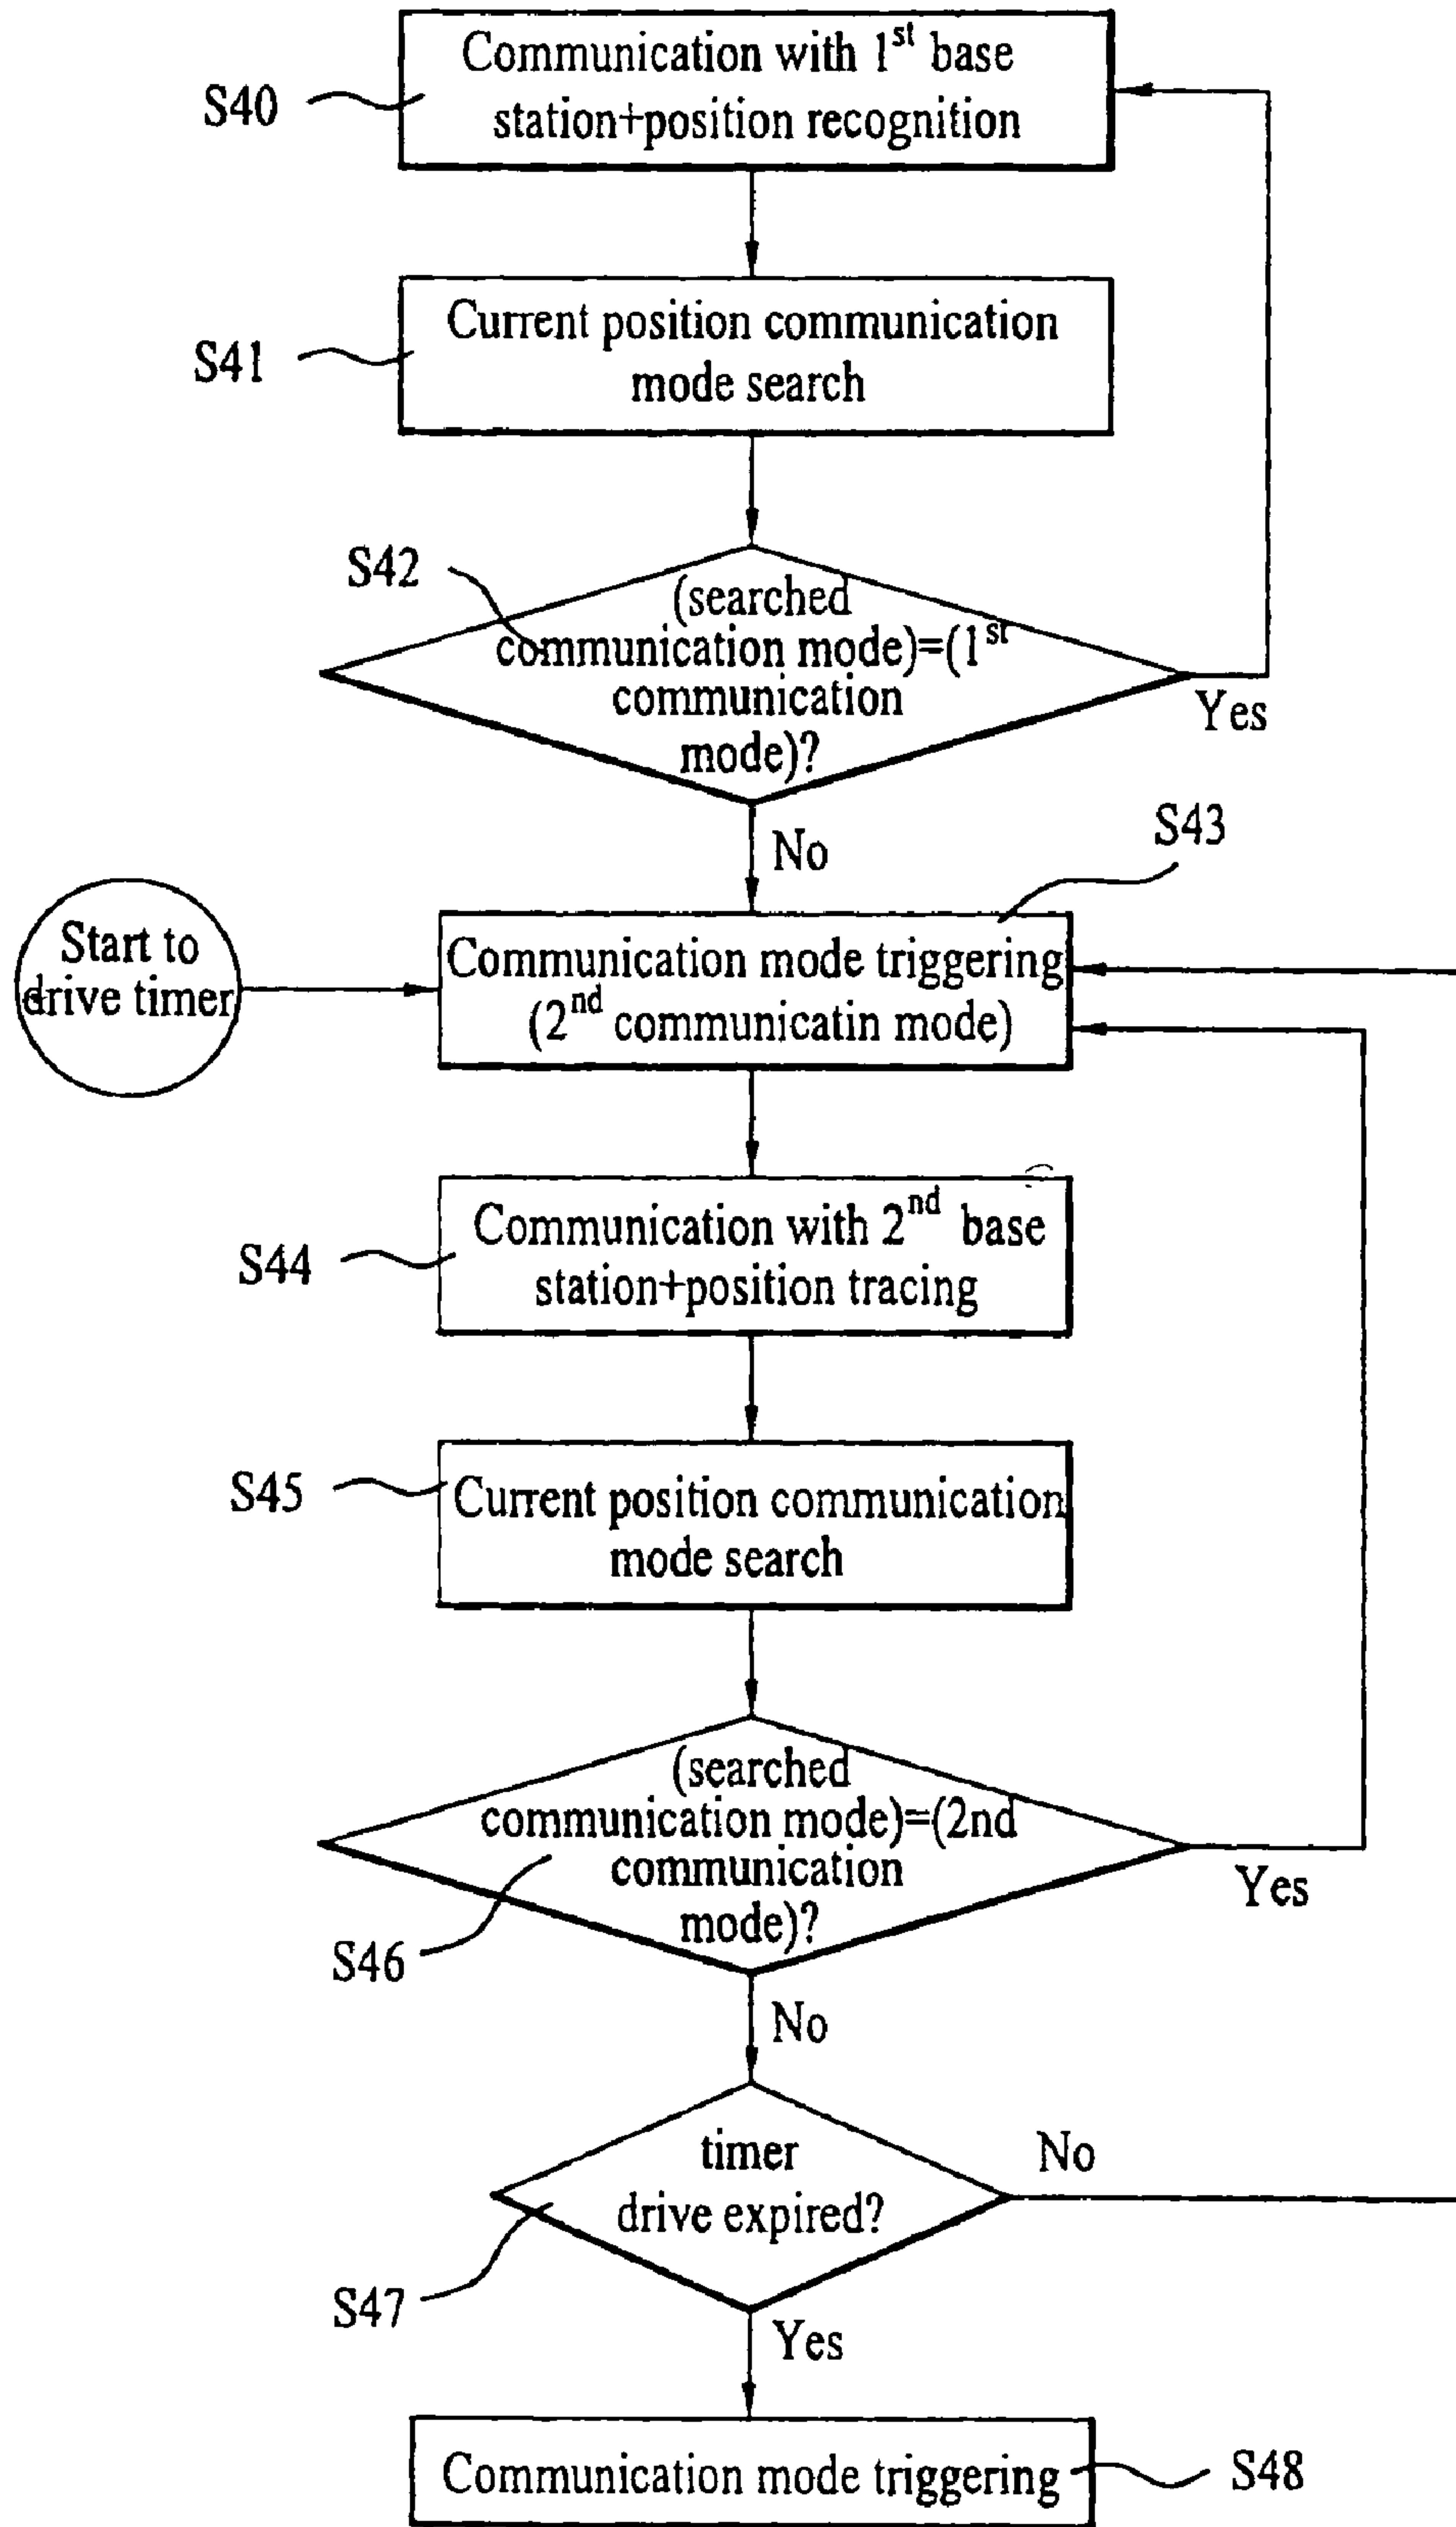 Communication with 1st base
station+position recognition
S40
Current position communication
mode search
S41
S42
(searched
communication mode)=(1st
communication
mode)?
Yes
No
S43
Start to
drive timer
Communication mode triggering
(2nd communicatin mode)
Communication with 2nd base
station+position tracing
S44
S45
Current position communication
mode search
(searched
communication mode)=(2nd
communication
mode)?
Yes
S46
No
timer
drive expired?
No
S47
Yes
Communication mode triggering
S48